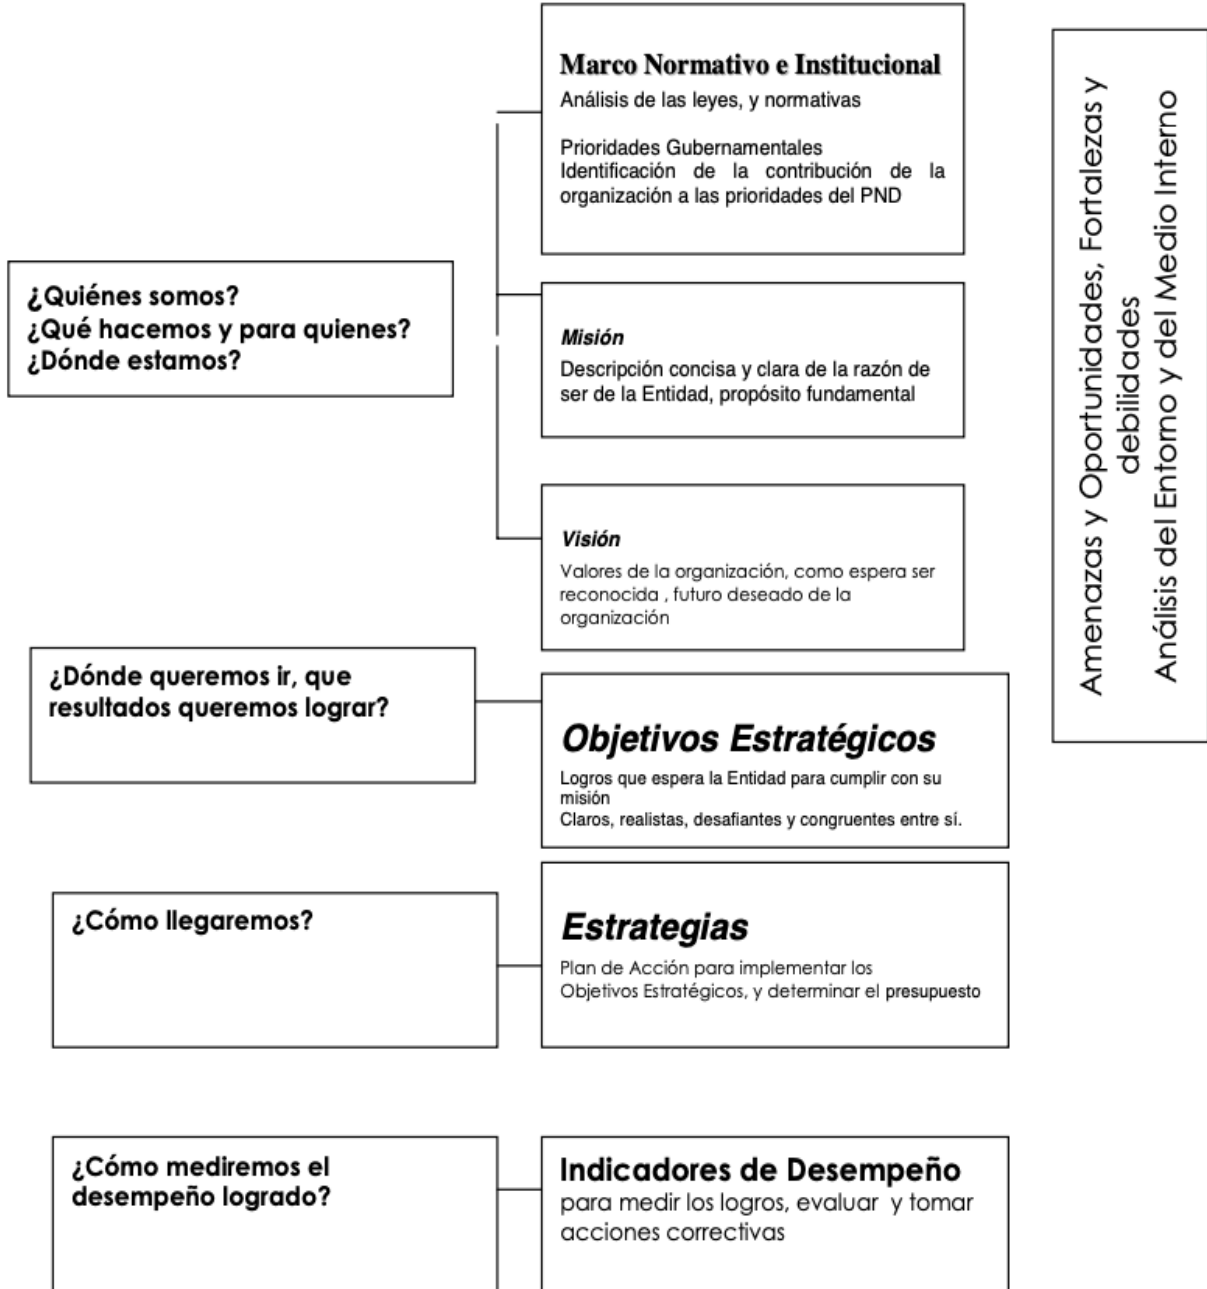 Marco Normativo e Institucional
Análisis de las leyes, y normativas
Prioridades Gubernamentales
Identificación de la contribución de la
organización a las prioridades del PND
¿Quiénes somos?
¿Qué hacemos y para quienes?
¿Dónde estamos?
Misión
Descripción concisa y clara de la razón de
ser de la Entidad, propósito fundamental
Visión
Valores de la organización, como espera ser
reconocida , futuro deseado de la
organización
¿Dónde queremos ir, que
resultados queremos lograr?
Objetivos Estratégicos
Logros que espera la Entidad para cumplir con su
misión
Claros, realistas, desafiantes y congruentes entre sí.
¿Cómo llegaremos?
Estrategias
Plan de Acción para implementar los
Objetivos Estratégicos, y determinar el presupuesto
¿Cómo mediremos el
desempeño logrado?
Indicadores de Desempeño
para medir los logros, evaluar y tomar
acciones correctivas
Amenazas y Oportunidades, Fortalezas y
debilidades
Análisis del Entorno y del Medio Interno